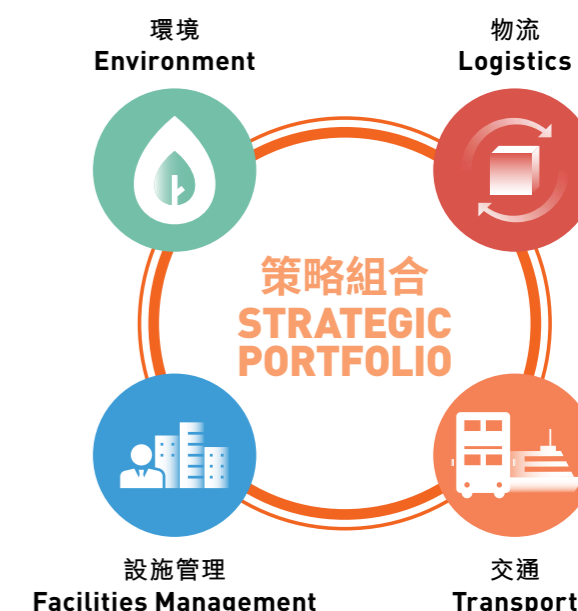 環境
Environment
物流
Logistics
策略組合
STRATEGIC
PORTFOLIO
設施管理
Facilities Management
交通
Transport